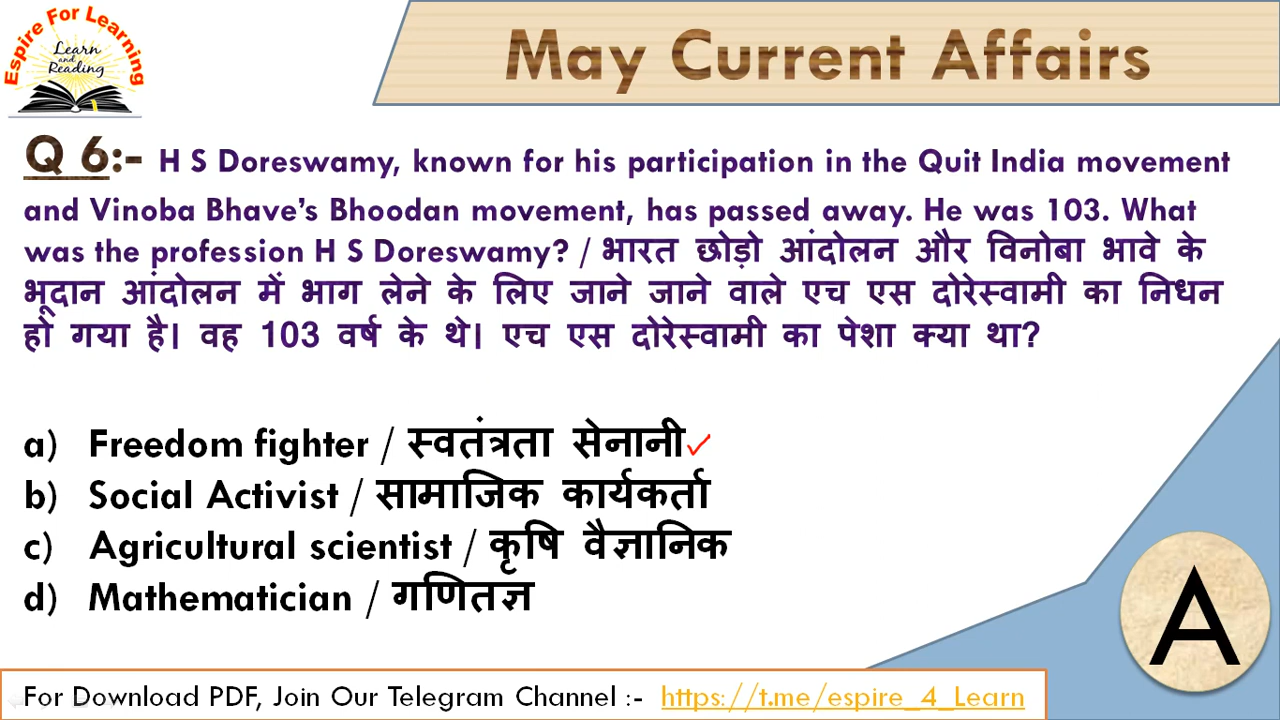 Espire For Learning
Learn
and
Reading
May Current Affairs
Q 6:- H S Doreswamy, known for his participation in the Quit India movement
and Vinoba Bhave’s Bhoodan movement, has passed away. He was 103. What
was the profession H S Doreswamy? / भारत छोड़ो आंदोलन और विनोबा भावे के
भूदान आंदोलन में भाग लेने के लिए जाने जाने वाले एच एस दोरेस्वामी का निधन
हो गया है। वह 103 वर्ष के थे। एच एस दोरेस्वामी का पेशा क्या था?
a) Freedom fighter / स्वतंत्रता सेनानी✓
b) Social Activist / सामाजिक कार्यकर्ता
c) Agricultural scientist / कृषि वैज्ञानिक
d) Mathematician / गणितज्ञ
A
For Download PDF, Join Our Telegram Channel :- https://t.me/espire_4_Learn